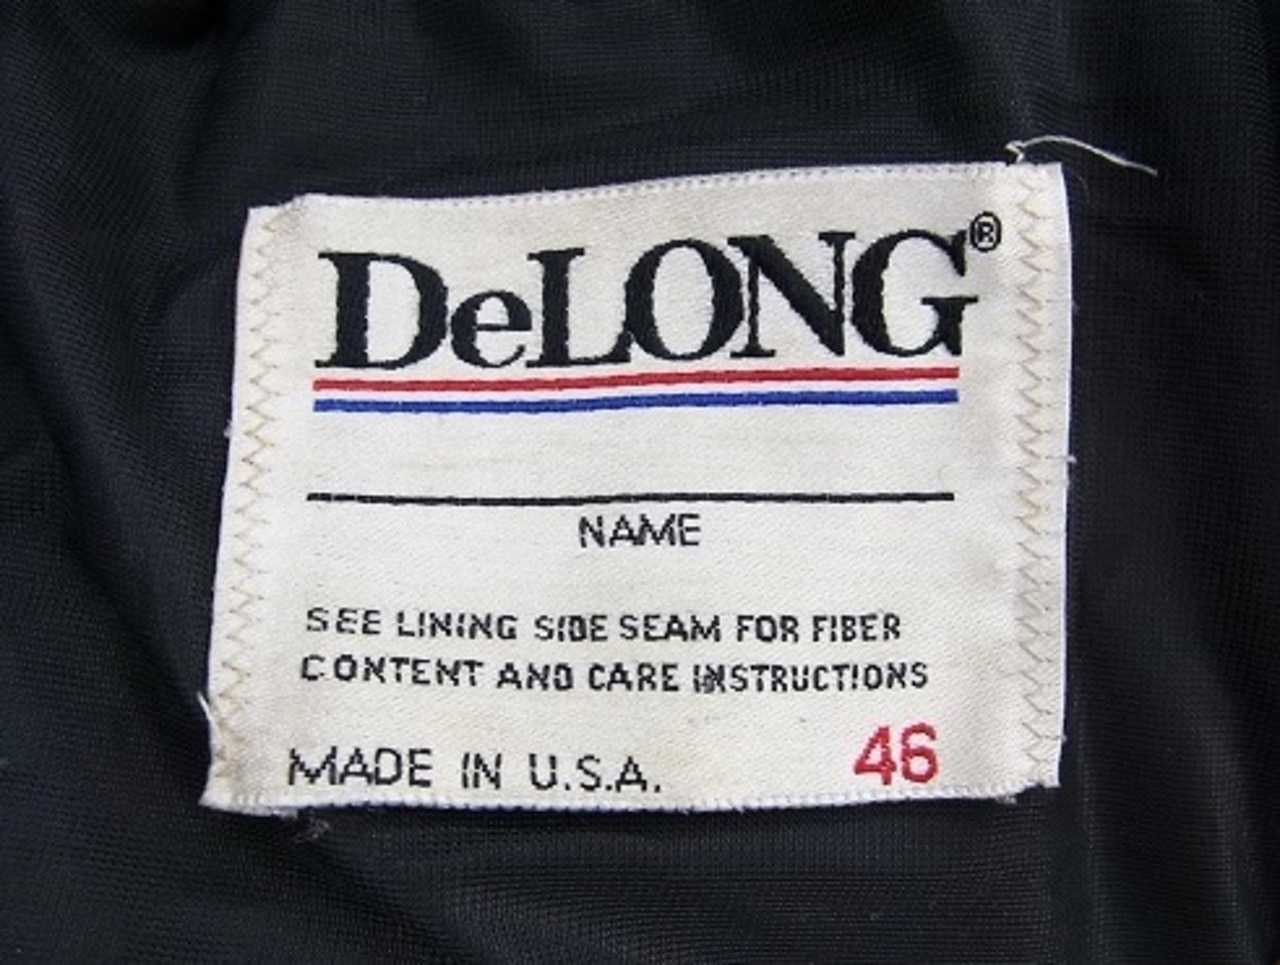 DeLONG®
NAME
SEE LINING SIDE SEAM FOR FIBER
CONTENT AND CARE INSTRUCTIONS
MADE IN U.S.A. 46